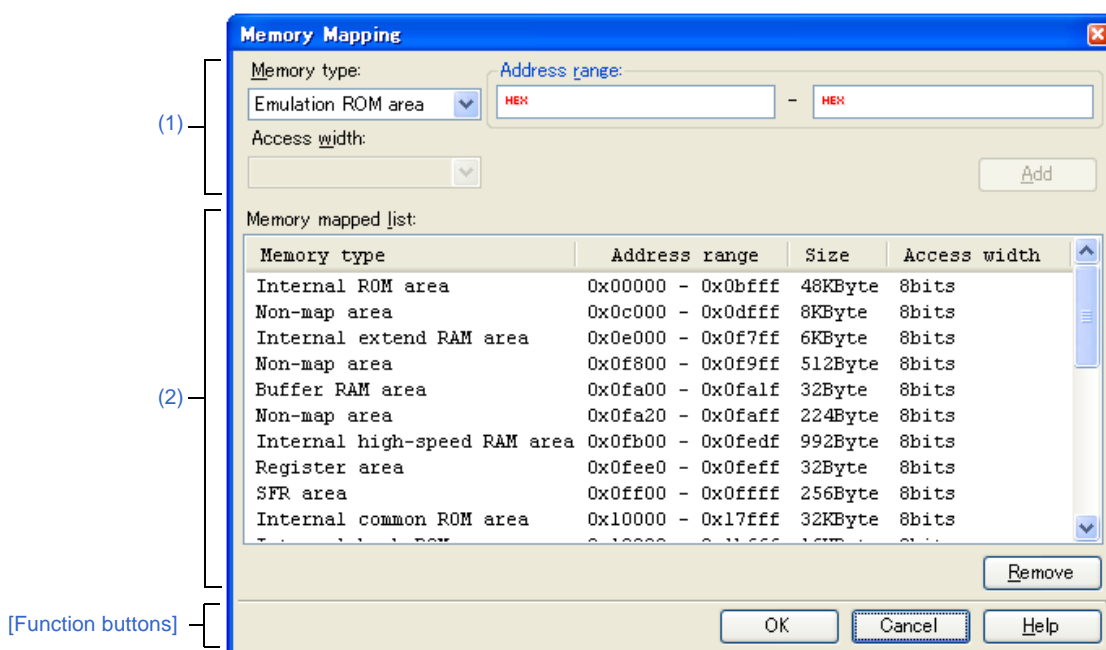 Memory Mapping
Memory type:
Address range:
(1)
Emulation ROM area
HEX - HEX
Access width:
Add
(2)
Memory mapped list:
Memory type Address range Size Access width
Internal ROM area 0x00000 - 0x0bfff 48KByte 8bits
Non-map area 0x0c000 - 0x0dfff 8KByte 8bits
Internal extend RAM area 0x0e000 - 0x0f7ff 6KByte 8bits
Non-map area 0x0f800 - 0x0f9ff 512Byte 8bits
Buffer RAM area 0x0fa00 - 0x0fa1f 32Byte 8bits
Non-map area 0x0fa20 - 0x0faff 224Byte 8bits
Internal high-speed RAM area 0x0fb00 - 0x0fedf 992Byte 8bits
Register area 0x0fee0 - 0x0feff 32Byte 8bits
SFR area 0x0ff00 - 0x0ffff 256Byte 8bits
Internal common ROM area 0x10000 - 0x17fff 32KByte 8bits
Remove
[Function buttons]
OK Cancel Help